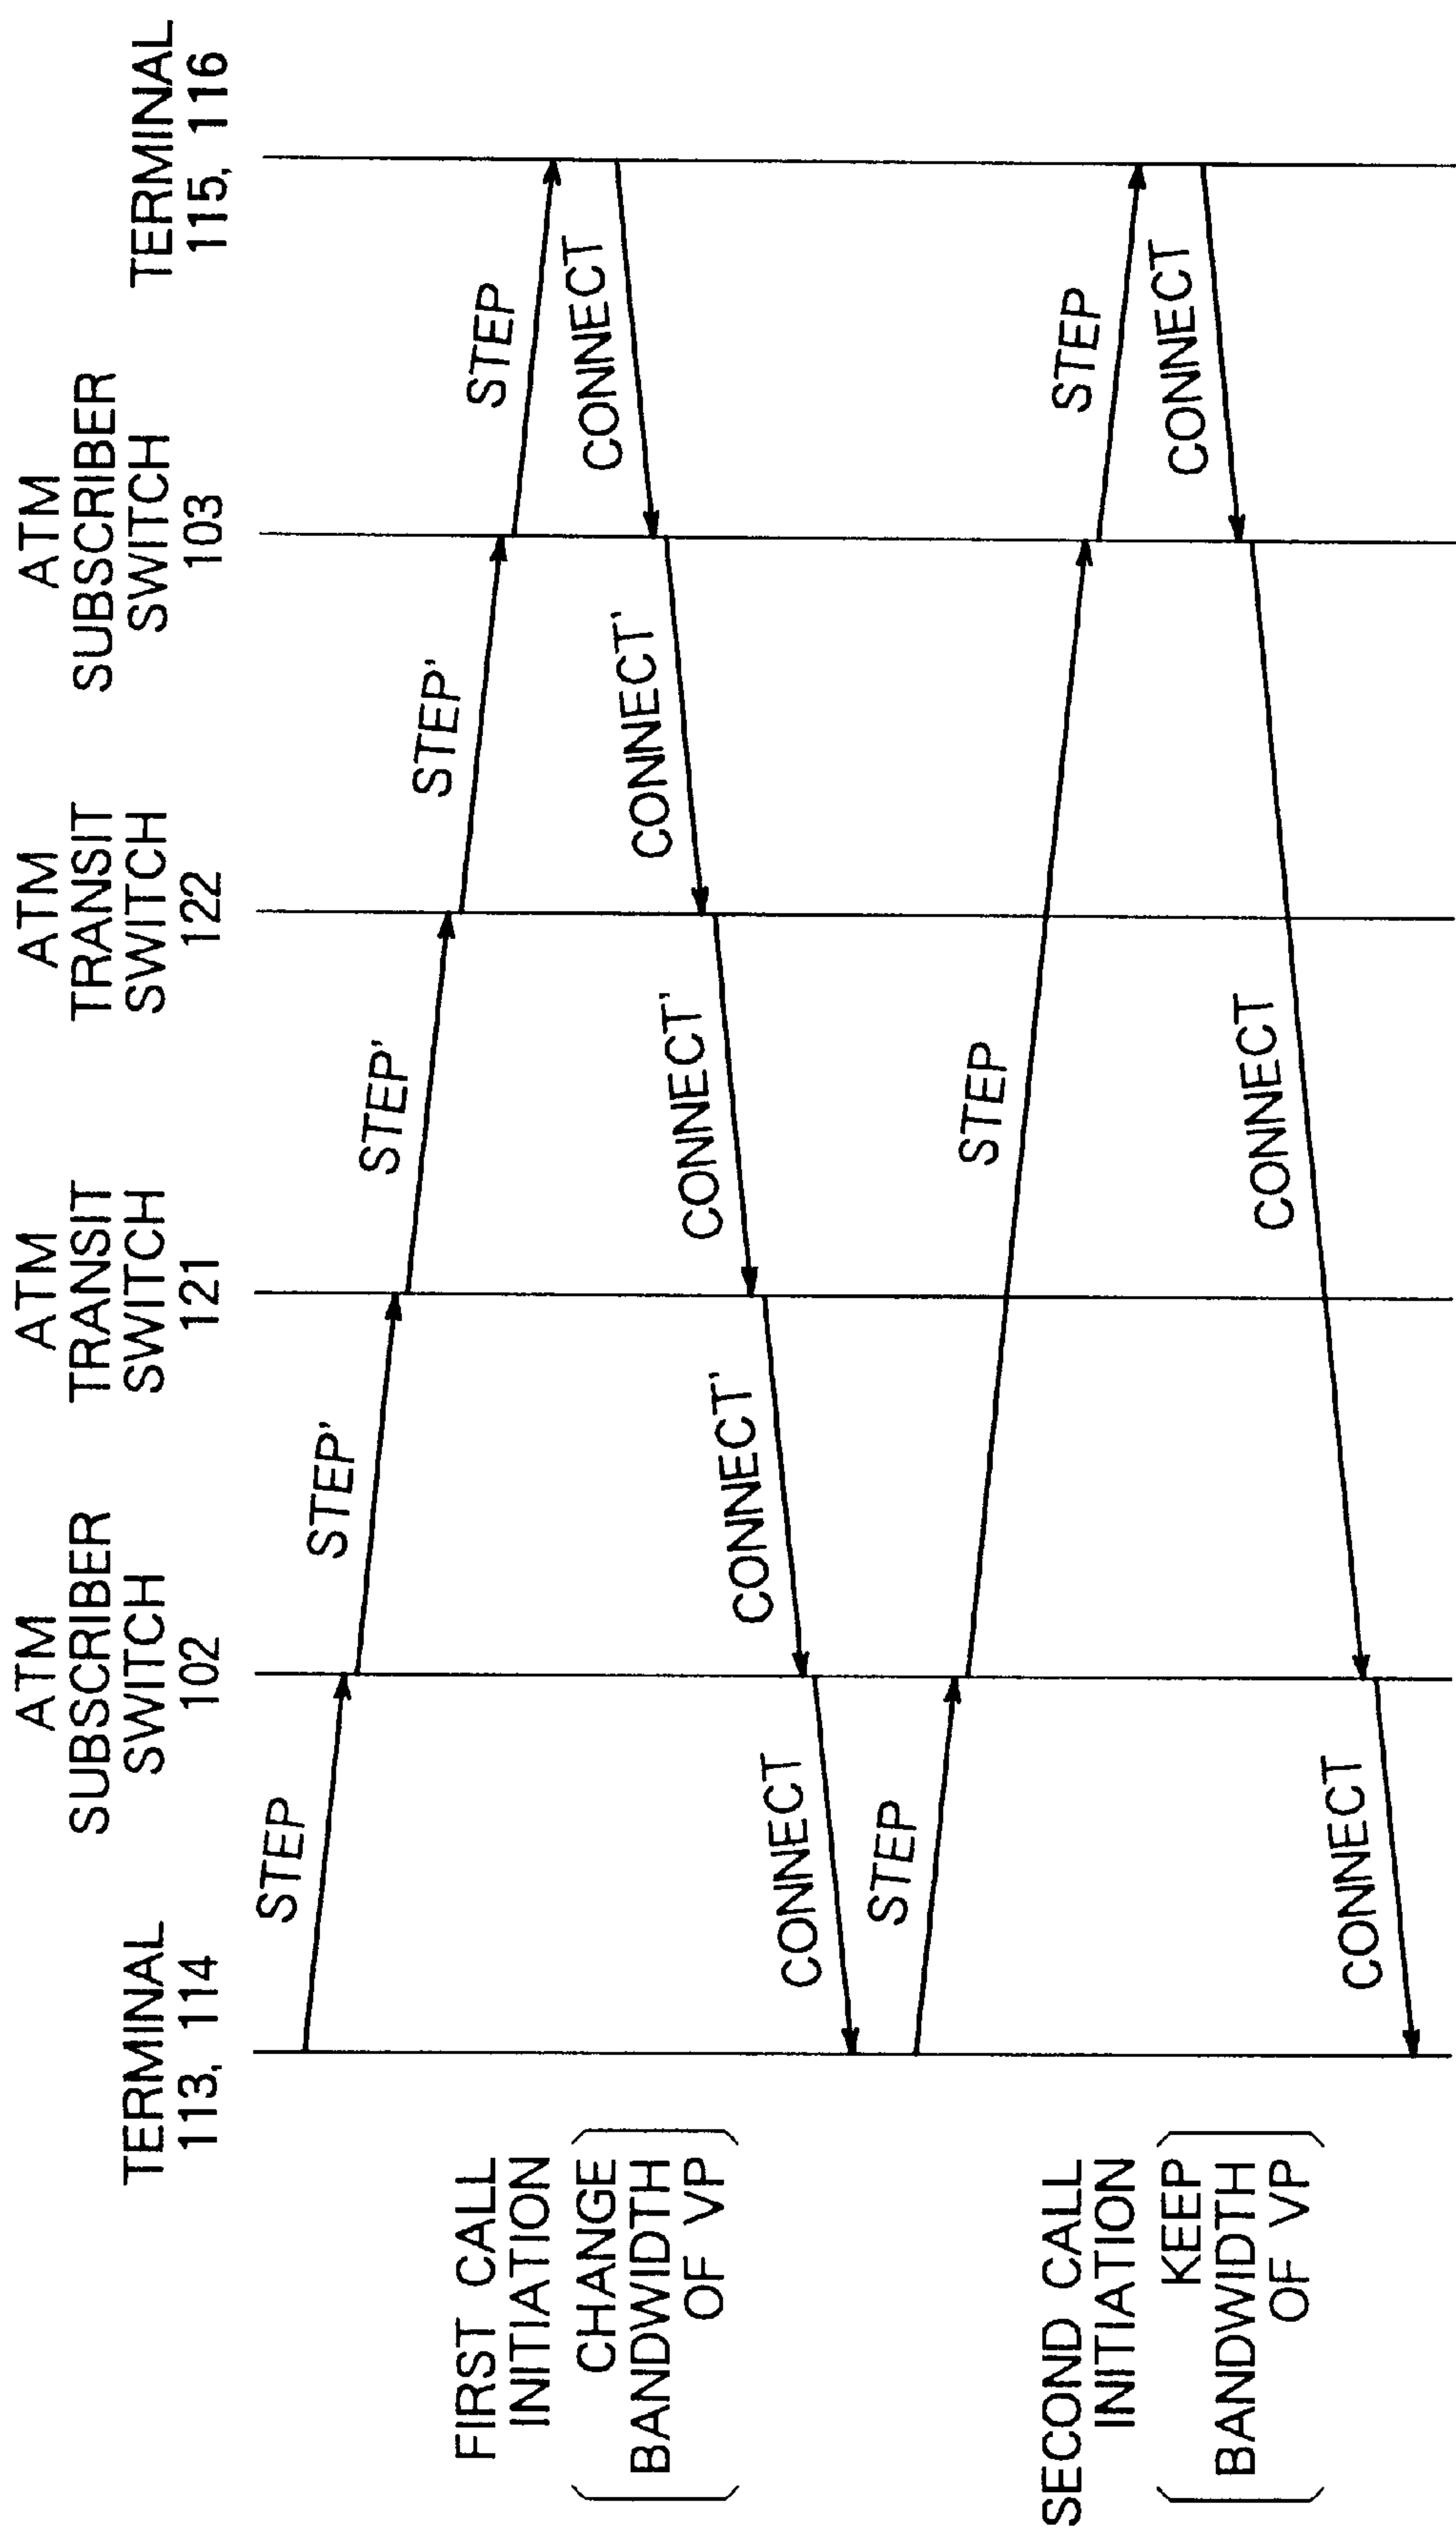 TERMINAL
113, 114
ATM
SUBSCRIBER
SWITCH
102
ATM
TRANSIT
SWITCH
121
ATM
TRANSIT
SWITCH
122
ATM
SUBSCRIBER
SWITCH
103
TERMINAL
115, 116
FIRST CALL
INITIATION
CHANGE
BANDWIDTH
OF VP
STEP
STEP'
STEP'
STEP'
STEP
CONNECT
CONNECT'
CONNECT'
CONNECT'
CONNECT
SECOND CALL
INITIATION
KEEP
BANDWIDTH
OF VP
STEP
STEP
STEP
CONNECT
CONNECT
CONNECT